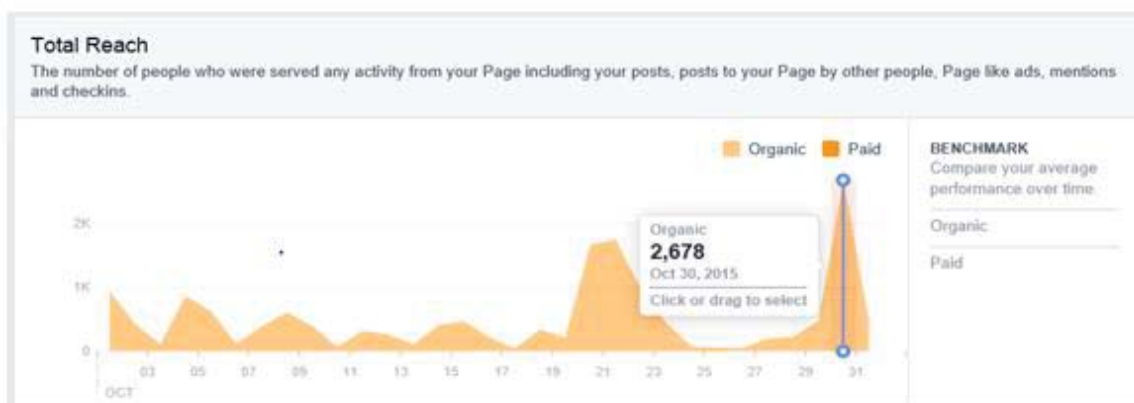 Total Reach
The number of people who were served any activity from your Page including your posts, posts to your Page by other people, Page like ads, mentions
and checkins.
Organic Paid
BENCHMARK
Compare your average
performance over time
Organic
Paid
2K
1K
0
Organic
2,678
Oct 30, 2015
Click or drag to select
03 05 07 09 11 13 15 17 19 21 23 25 27 29 31
OCT